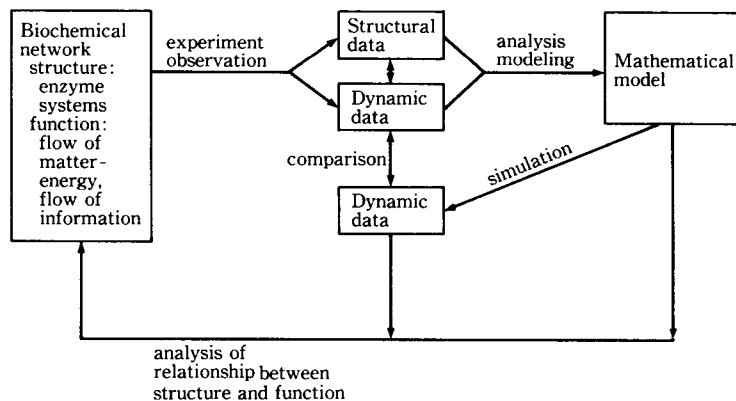 Biochemical
network
structure:
enzyme
systems
function:
flow of
matter-
energy,
flow of
information
experiment
observation
Structural
data
Dynamic
data
comparison
Dynamic
data
analysis
modeling
Mathematical
model
simulation
analysis of
relationship between
structure and function